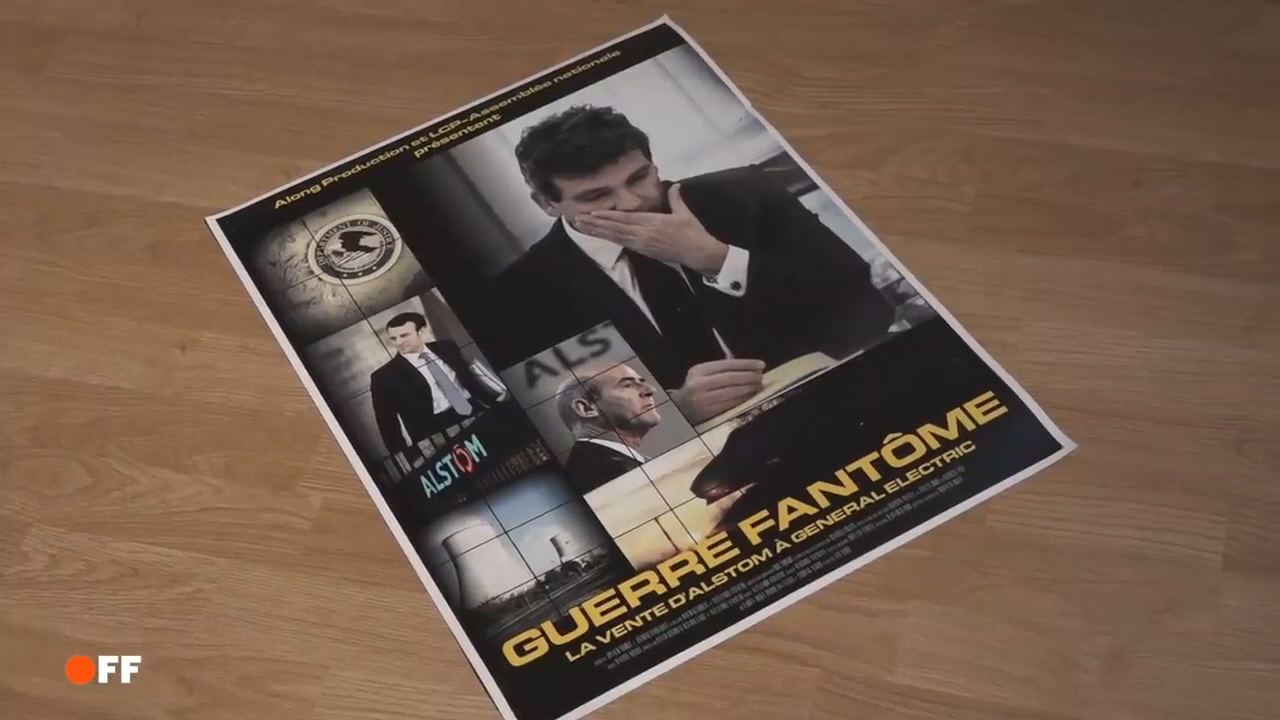 Along Production et LCP-Assemblée nationale
présentent
DEPARTMENT OF JUSTICE
ALS
ALSTOM
GUERRE FANTÔME
LA VENTE D'ALSTOM À GENERAL ELECTRIC
OFF